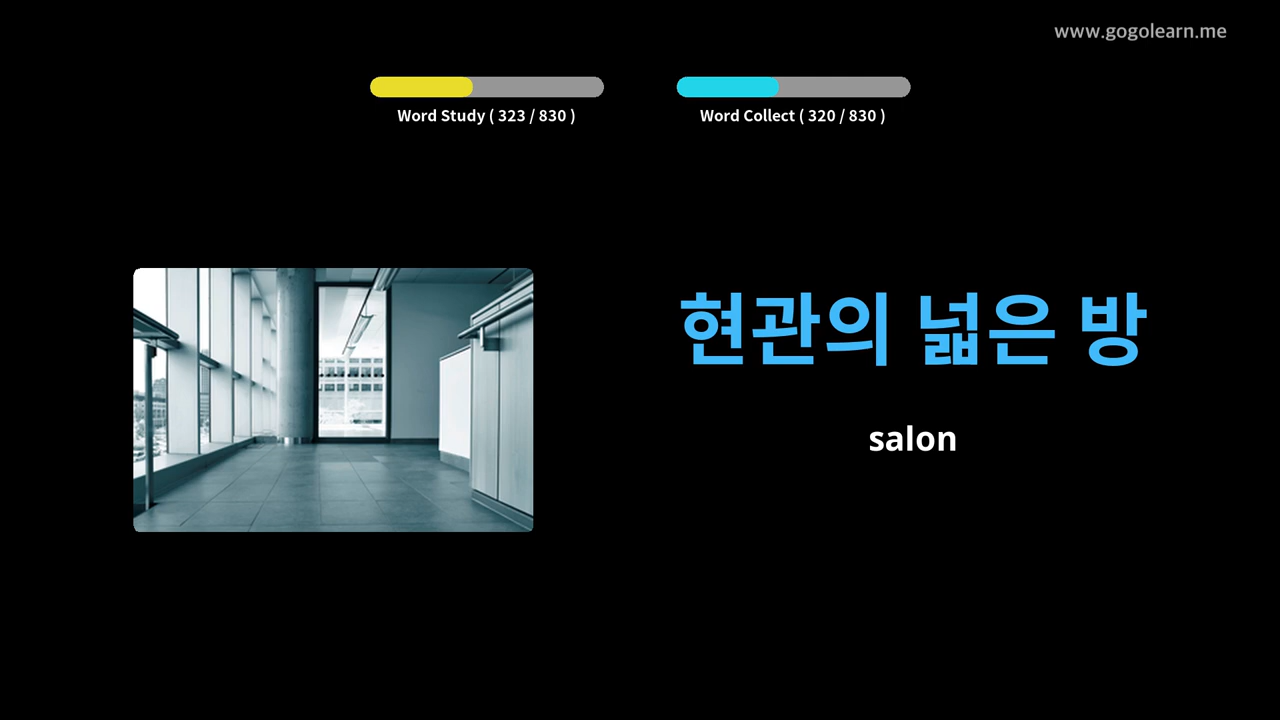 www.gogolearn.me
Word Study ( 323 / 830 )
Word Collect ( 320 / 830 )
현관의 넓은 방
salon